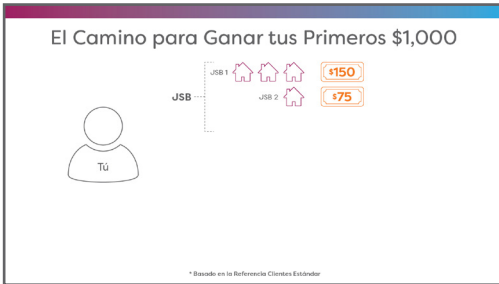 El Camino para Ganar tus Primeros $1,000
JSB 1 $150
JSB
JSB 2 $75
Tú
* Basado en la Referencia Clientes Estándar